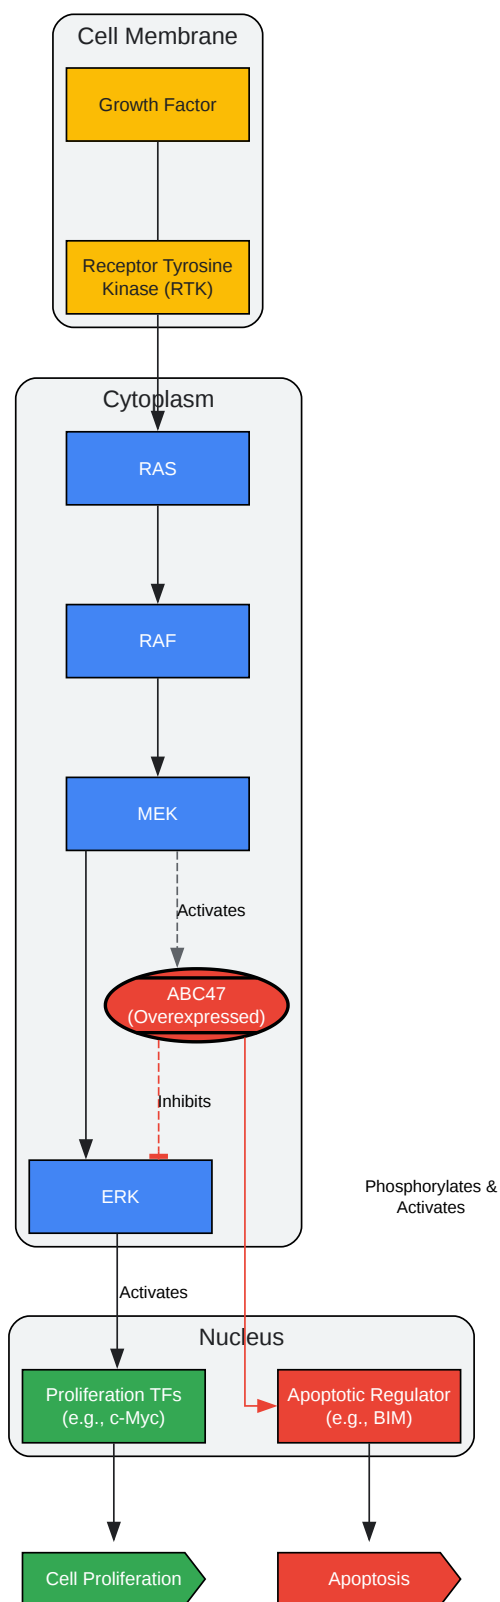 Cell Membrane
Growth Factor
Receptor Tyrosine
Kinase (RTK)
Cytoplasm
RAS
RAF
MEK
Activates
ABC47
(Overexpressed)
Inhibits
ERK
Phosphorylates &
Activates
Activates
Nucleus
Proliferation TFs
(e.g., c-Myc)
Apoptotic Regulator
(e.g., BIM)
Cell Proliferation
Apoptosis